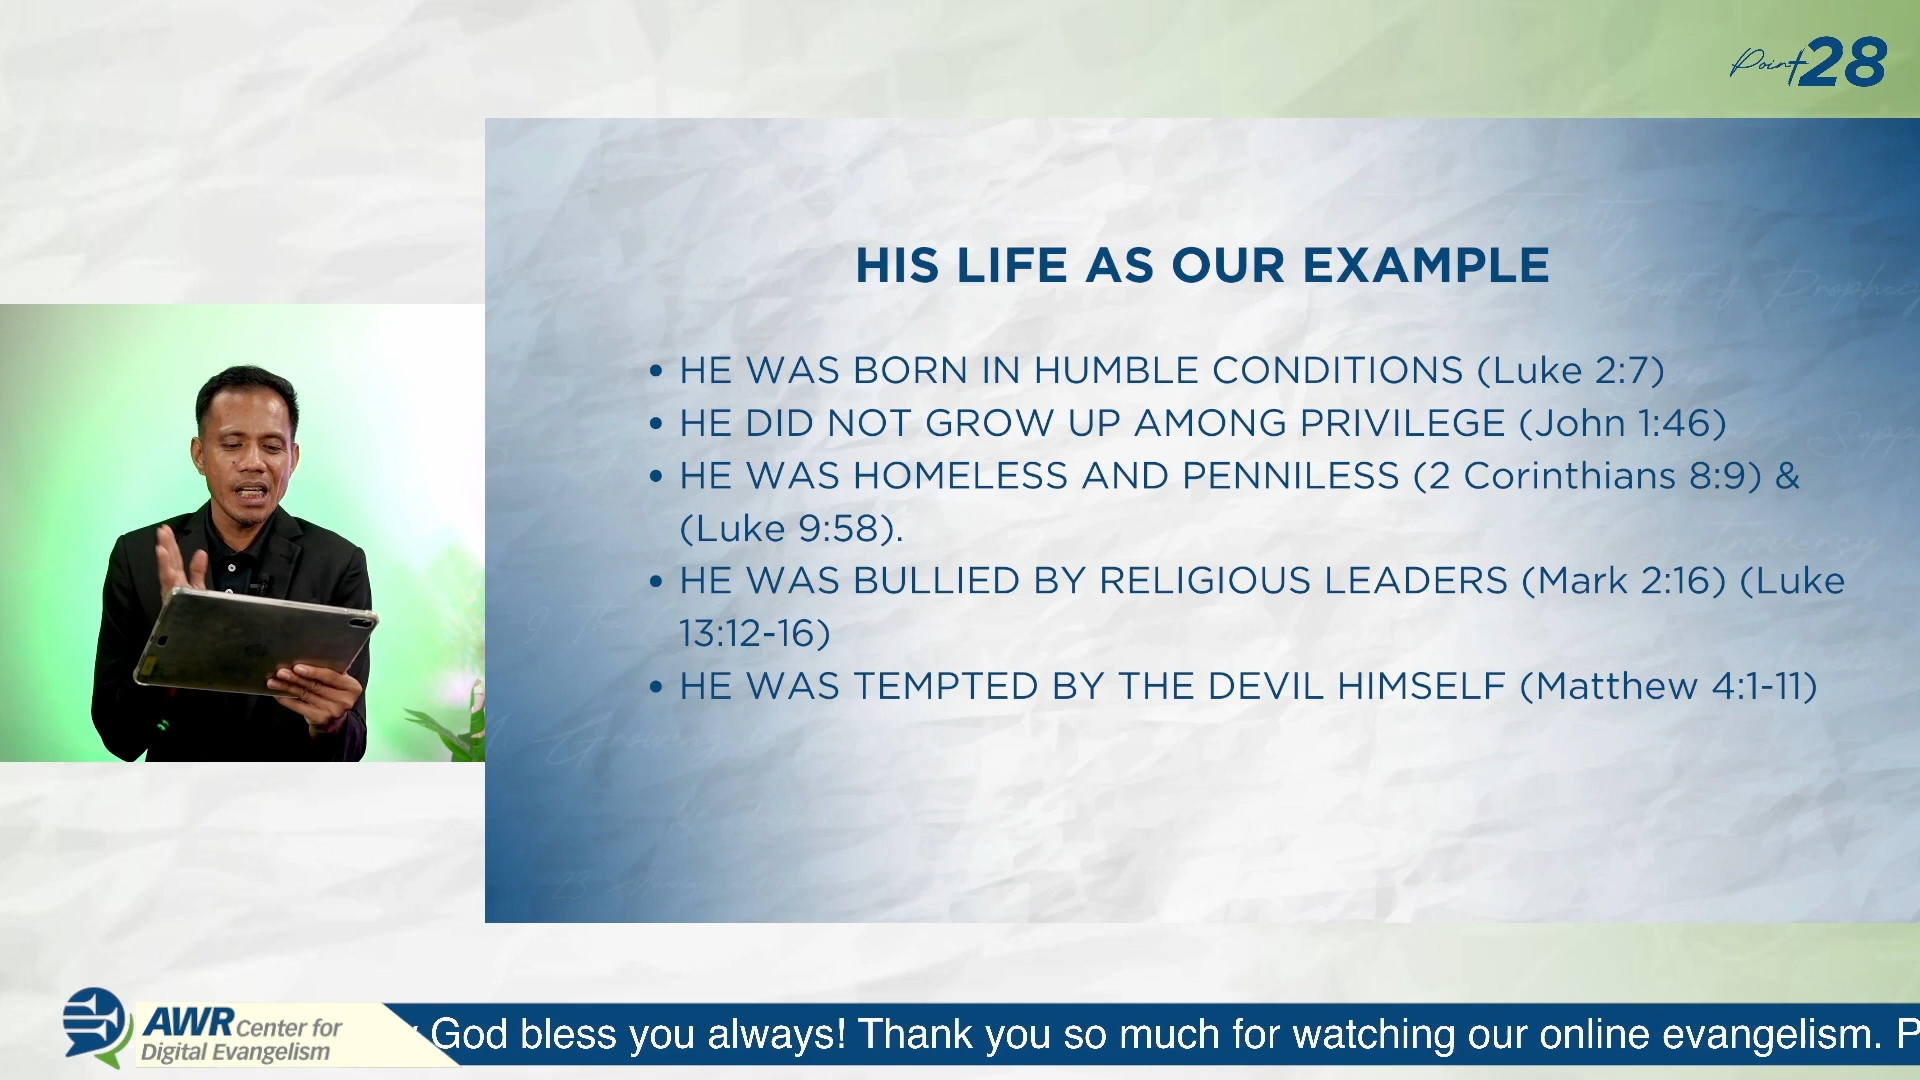 Point28
HIS LIFE AS OUR EXAMPLE
• HE WAS BORN IN HUMBLE CONDITIONS (Luke 2:7)
• HE DID NOT GROW UP AMONG PRIVILEGE (John 1:46)
• HE WAS HOMELESS AND PENNILESS (2 Corinthians 8:9) &
(Luke 9:58).
• HE WAS BULLIED BY RELIGIOUS LEADERS (Mark 2:16) (Luke
13:12-16)
• HE WAS TEMPTED BY THE DEVIL HIMSELF (Matthew 4:1-11)
AWR Center for
Digital Evangelism
God bless you always! Thank you so much for watching our online evangelism. P